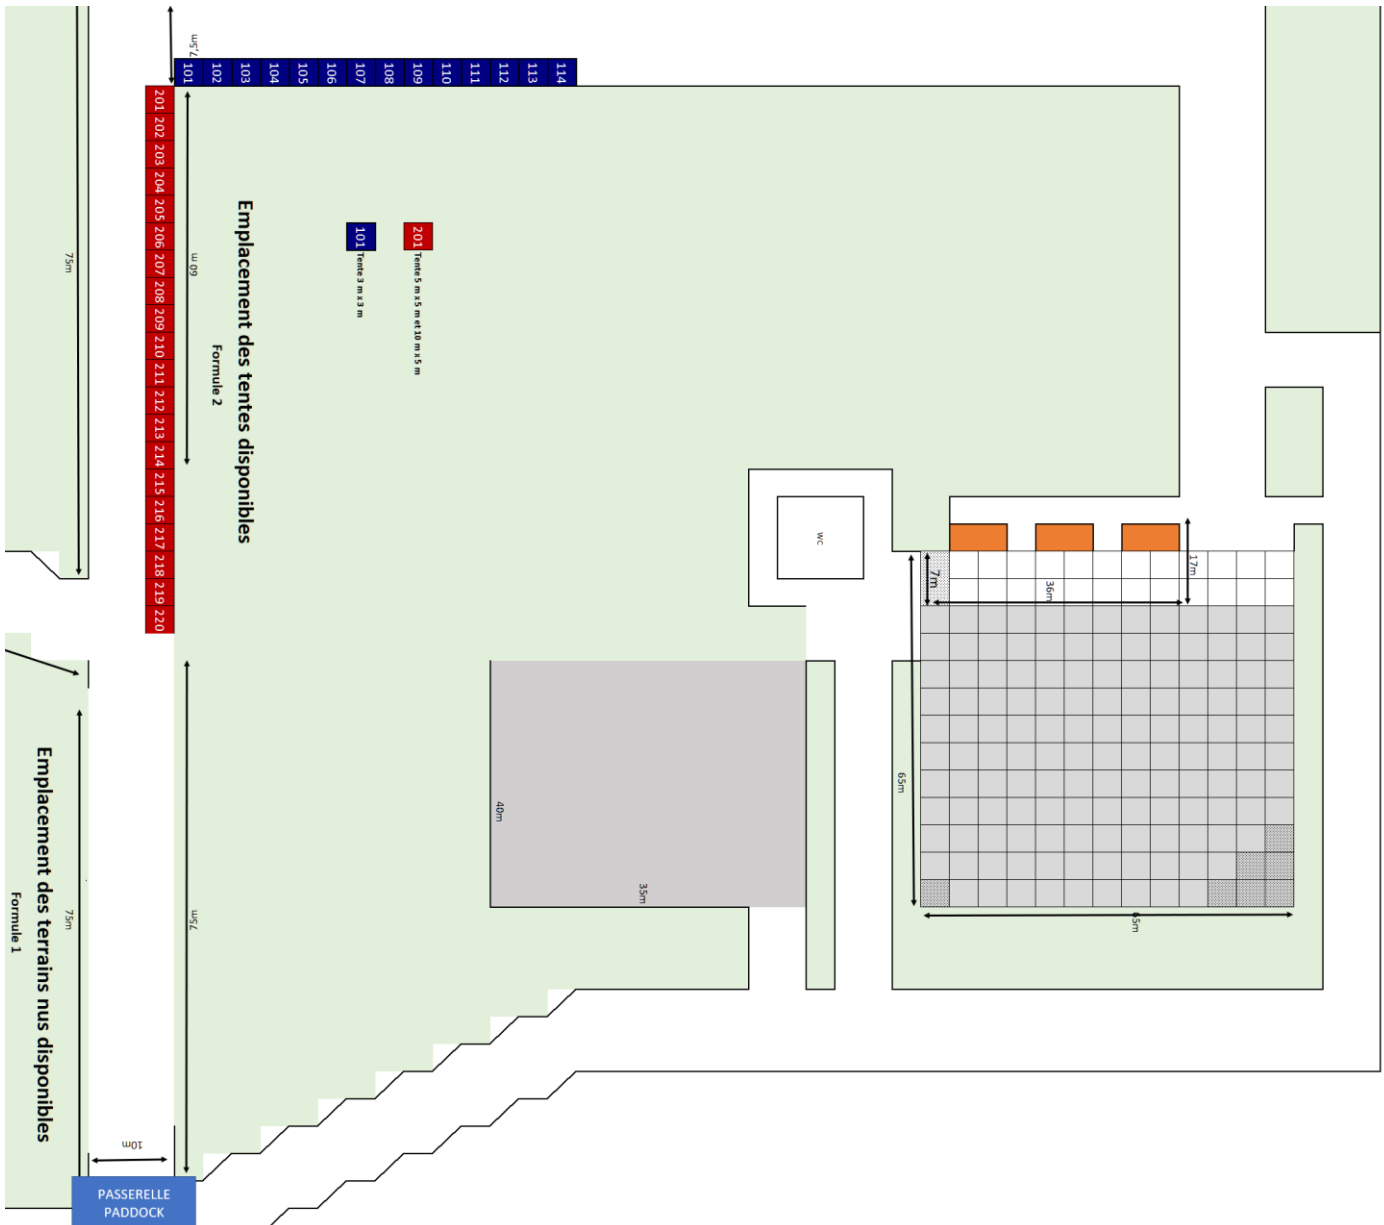 7,5m
101 102 103 104 105 106 107 108 109 110 111 112 113 114
201
202
203
204
205
206
207
208
209
210
211
212
213
214
215
216
217
218
219
220
75m
60 m
Emplacement des tentes disponibles
Formule 2
101 Tente 3 m x 3 m
201 Tente 5 m x 5 m et 10 m x 5 m
WC
17m
7m
36m
65m
65m
40m
35m
75m
75m
Emplacement des terrains nus disponibles
Formule 1
10m
PASSERELLE
PADDOCK